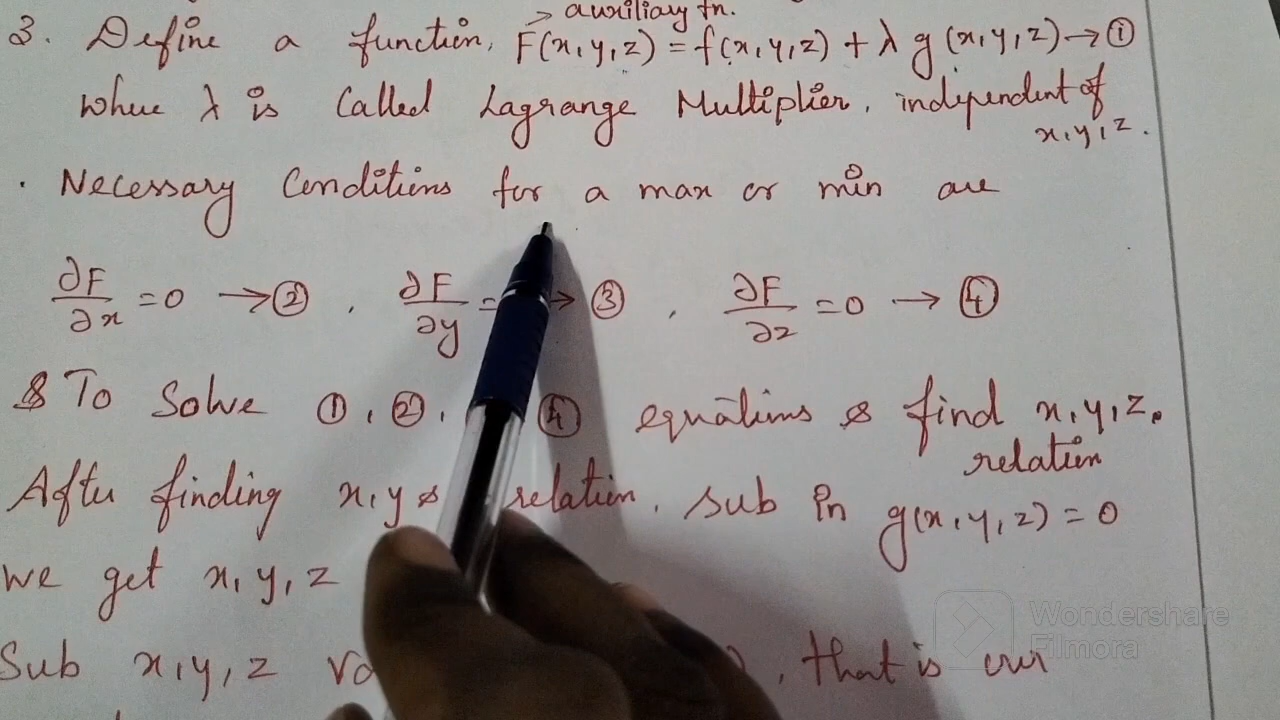 → auxiliary fn.
3. Define a function, F(x,y,z) = f(x,y,z) + λ g(x,y,z) → ①
where λ is Called Lagrange Multiplier, independent of
x,y,z.
. Necessary Conditions for a max or min are
∂F/∂x = 0 → ② , ∂F/∂y = → ③ , ∂F/∂z = 0 → ④
& To Solve ①, ②, ④ equations & find x,y,z.
relation
After finding x,y & relation, sub in g(x,y,z) = 0
we get x,y,z
Sub x,y,z , that is our
Wondershare
Filmora